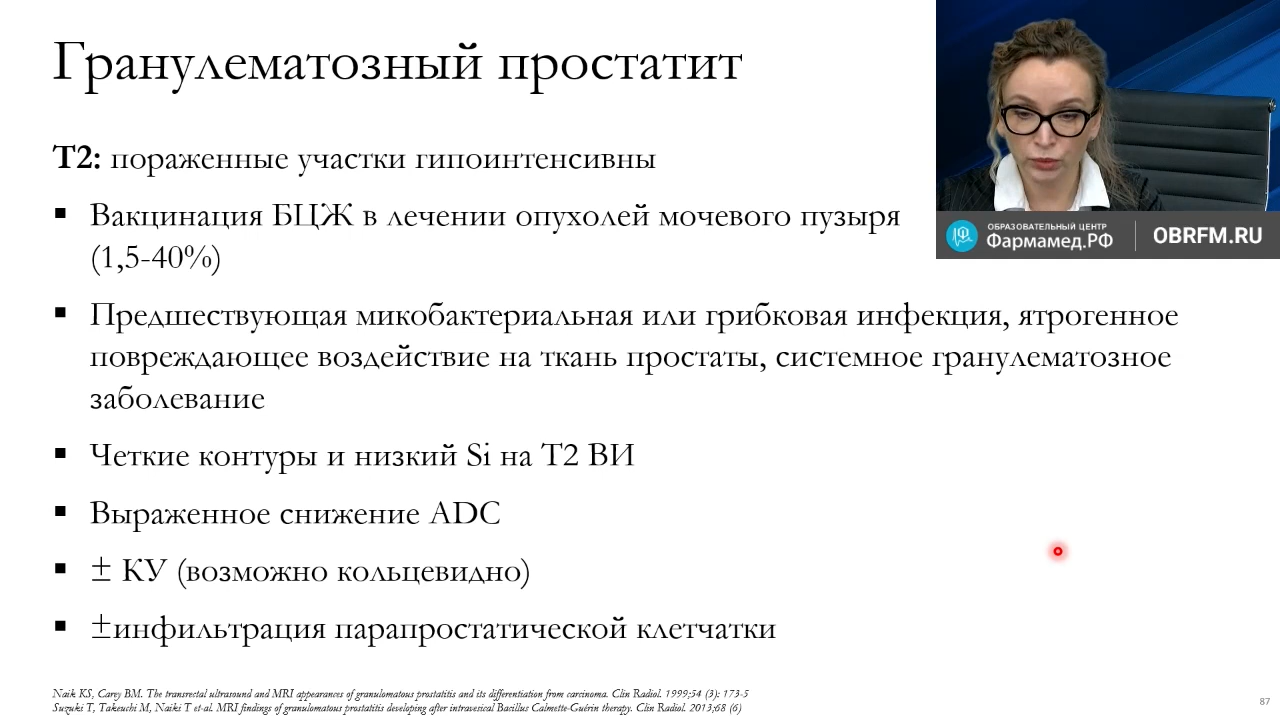 Гранулематозный простатит
T2: пораженные участки гипоинтенсивны
▪ Вакцинация БЦЖ в лечении опухолей мочевого пузыря
(1,5-40%)
▪ Предшествующая микобактериальная или грибковая инфекция, ятрогенное
повреждающее воздействие на ткань простаты, системное гранулематозное
заболевание
▪ Четкие контуры и низкий Si на T2 ВИ
▪ Выраженное снижение ADC
▪ ± КУ (возможно кольцевидно)
▪ ±инфильтрация парапростатической клетчатки
Naik KS, Carey BM. The transrectal ultrasound and MRI appearances of granulomatous prostatitis and its differentiation from carcinoma. Clin Radiol. 1999;54 (3): 173-5
Suzuki T, Takeuchi M, Naiki T et-al. MRI findings of granulomatous prostatitis developing after intravesical Bacillus Calmette-Guérin therapy. Clin Radiol. 2013;68 (6)
ОБРАЗОВАТЕЛЬНЫЙ ЦЕНТР
Фармамед.РФ
OBRFM.RU
87